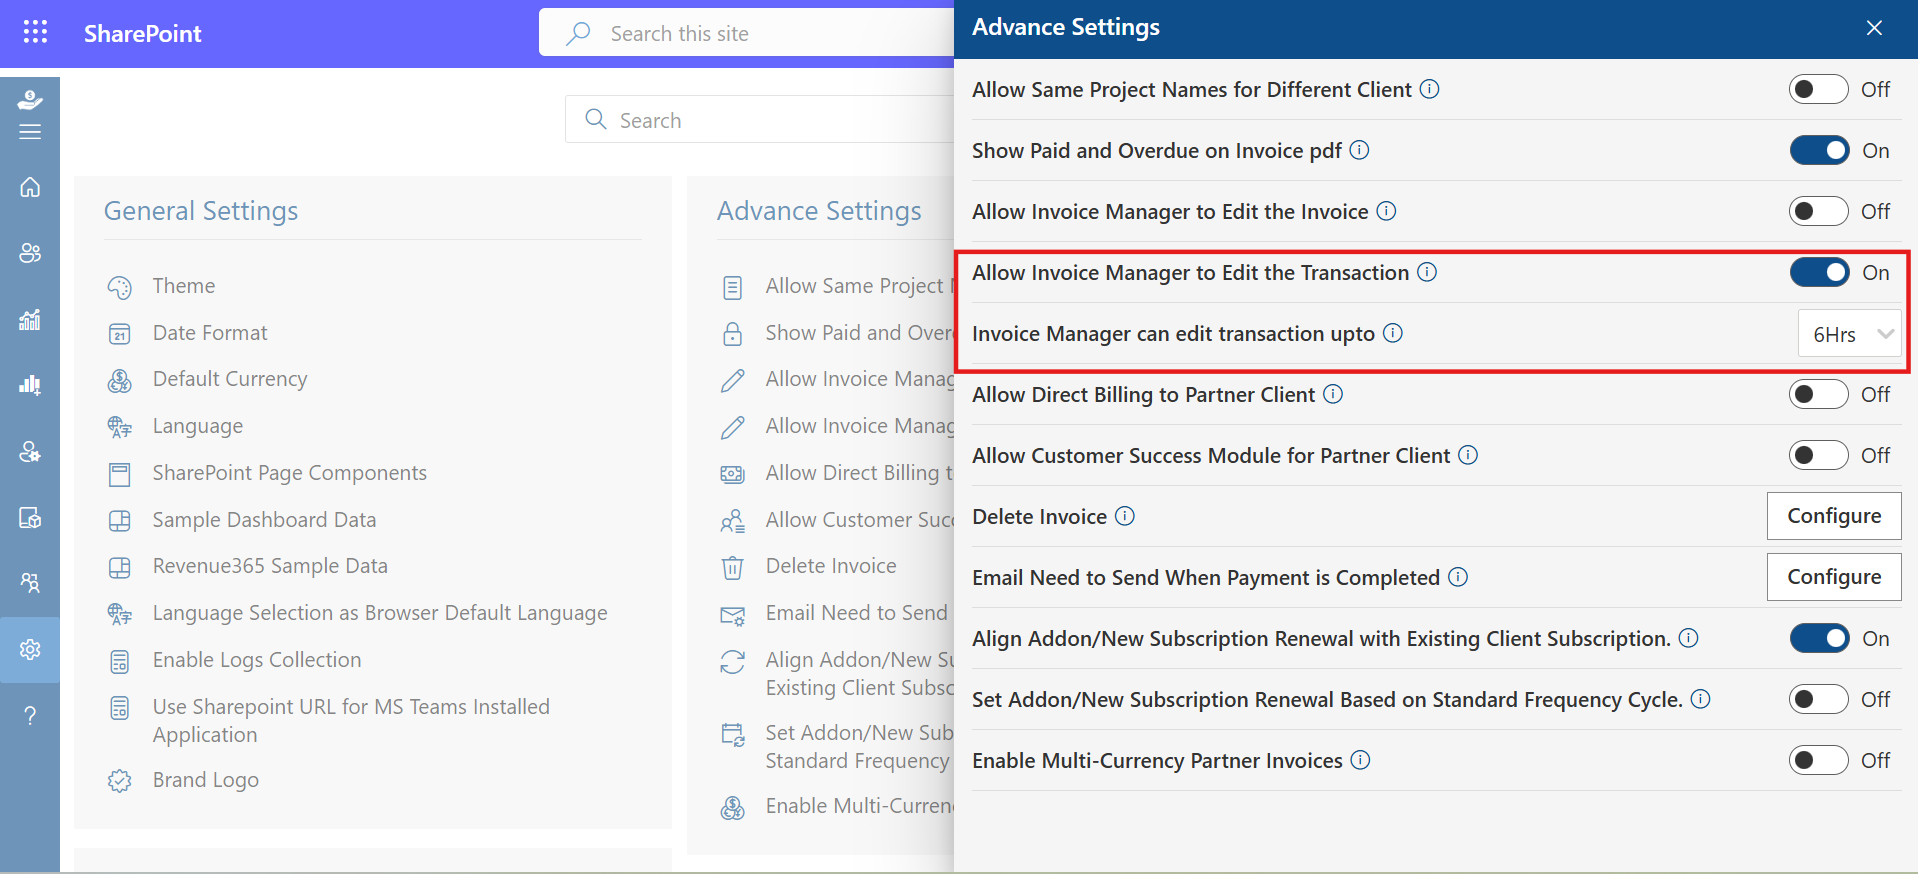 SharePoint
Search this site
Search
General Settings
Theme
21
Date Format
Default Currency
Language
SharePoint Page Components
Sample Dashboard Data
Revenue365 Sample Data
Language Selection as Browser Default Language
Enable Logs Collection
Use Sharepoint URL for MS Teams Installed
Application
Brand Logo
Advance Settings
Allow Same Project
Show Paid and Over
Allow Invoice Manag
Allow Invoice Manag
Allow Direct Billing t
Allow Customer Succ
Delete Invoice
Email Need to Send
Align Addon/New Su
Existing Client Subsc
Set Addon/New Sub
Standard Frequency
Enable Multi-Curren
Advance Settings
Allow Same Project Names for Different Client
Off
Show Paid and Overdue on Invoice pdf
On
Allow Invoice Manager to Edit the Invoice
Off
Allow Invoice Manager to Edit the Transaction
On
Invoice Manager can edit transaction upto
6Hrs
Allow Direct Billing to Partner Client
Off
Allow Customer Success Module for Partner Client
Off
Delete Invoice
Configure
Email Need to Send When Payment is Completed
Configure
Align Addon/New Subscription Renewal with Existing Client Subscription.
On
Set Addon/New Subscription Renewal Based on Standard Frequency Cycle.
Off
Enable Multi-Currency Partner Invoices
Off